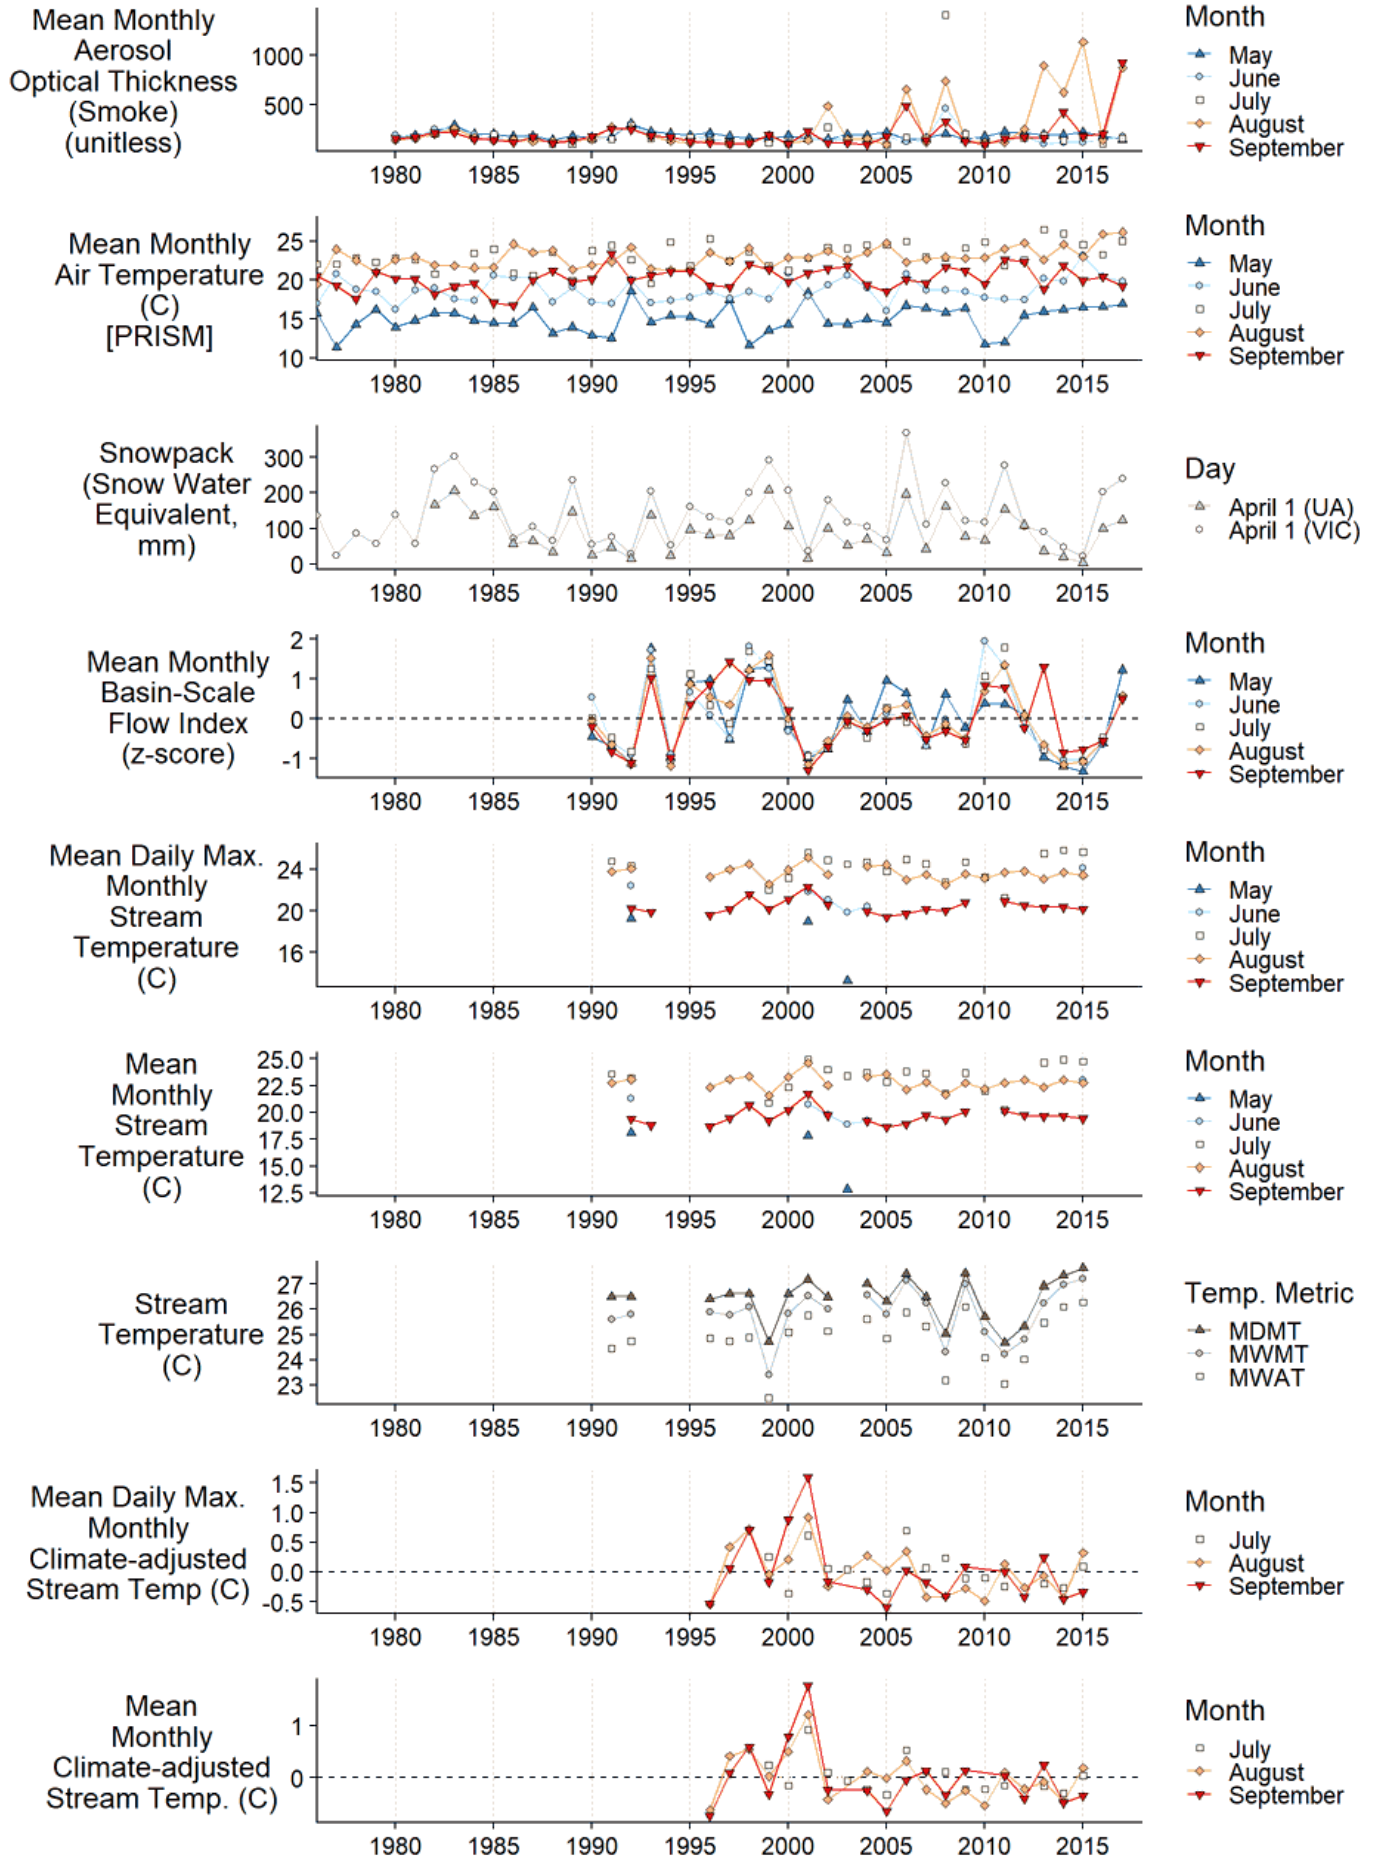 Mean Monthly
Aerosol
Optical Thickness
(Smoke)
(unitless)
1000
500
1980 1985 1990 1995 2000 2005 2010 2015
Month
May
June
July
August
September
Mean Monthly
Air Temperature
(C)
[PRISM]
25
20
15
10
1980 1985 1990 1995 2000 2005 2010 2015
Month
May
June
July
August
September
Snowpack
(Snow Water
Equivalent,
mm)
300
200
100
0
1980 1985 1990 1995 2000 2005 2010 2015
Day
April 1 (UA)
April 1 (VIC)
Mean Monthly
Basin-Scale
Flow Index
(z-score)
2
1
0
-1
1980 1985 1990 1995 2000 2005 2010 2015
Month
May
June
July
August
September
Mean Daily Max.
Monthly
Stream
Temperature
(C)
24
20
16
1980 1985 1990 1995 2000 2005 2010 2015
Month
May
June
July
August
September
Mean
Monthly
Stream
Temperature
(C)
25.0
22.5
20.0
17.5
15.0
12.5
1980 1985 1990 1995 2000 2005 2010 2015
Month
May
June
July
August
September
Stream
Temperature
(C)
27
26
25
24
23
1980 1985 1990 1995 2000 2005 2010 2015
Temp. Metric
MDMT
MWMT
MWAT
Mean Daily Max.
Monthly
Climate-adjusted
Stream Temp (C)
1.5
1.0
0.5
0.0
-0.5
1980 1985 1990 1995 2000 2005 2010 2015
Month
July
August
September
Mean
Monthly
Climate-adjusted
Stream Temp. (C)
1
0
1980 1985 1990 1995 2000 2005 2010 2015
Month
July
August
September